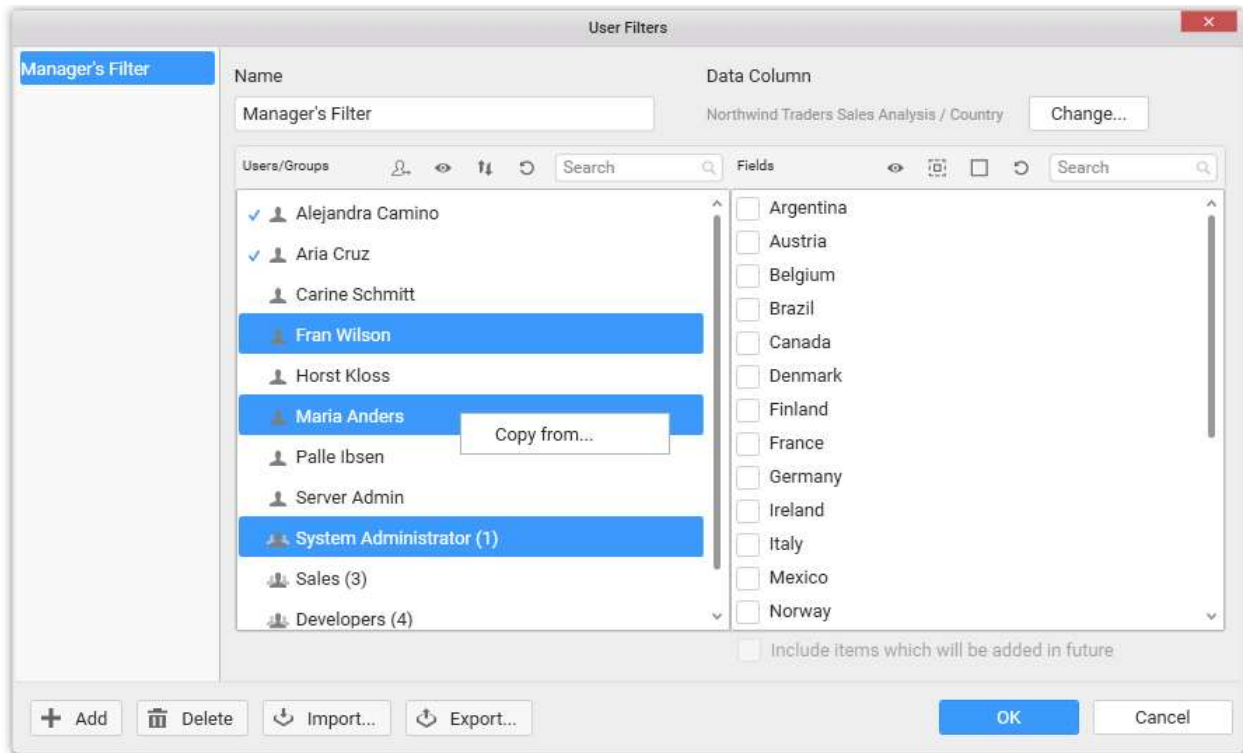 User Filters
Manager's Filter
Name
Data Column
Manager's Filter
Northwind Traders Sales Analysis / Country
Change...
Users/Groups
Search
Fields
Search
Alejandra Camino
Aria Cruz
Carine Schmitt
Fran Wilson
Horst Kloss
Maria Anders
Copy from...
Palle Ibsen
Server Admin
System Administrator (1)
Sales (3)
Developers (4)
Argentina
Austria
Belgium
Brazil
Canada
Denmark
Finland
France
Germany
Ireland
Italy
Mexico
Norway
Include items which will be added in future
Add
Delete
Import...
Export...
OK
Cancel